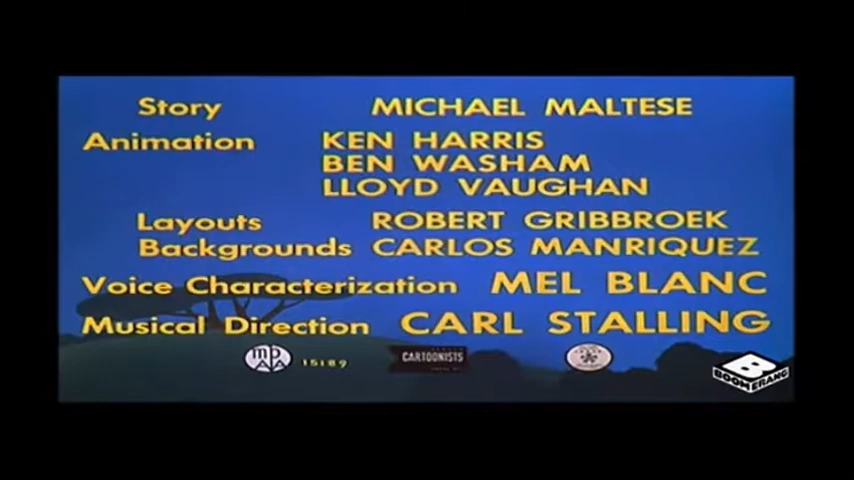 Story MICHAEL MALTESE
Animation KEN HARRIS
BEN WASHAM
LLOYD VAUGHAN
Layouts ROBERT GRIBBROEK
Backgrounds CARLOS MANRIQUEZ
Voice Characterization MEL BLANC
Musical Direction CARL STALLING
MPAA 15189
CARTOONISTS
BOOMERANG